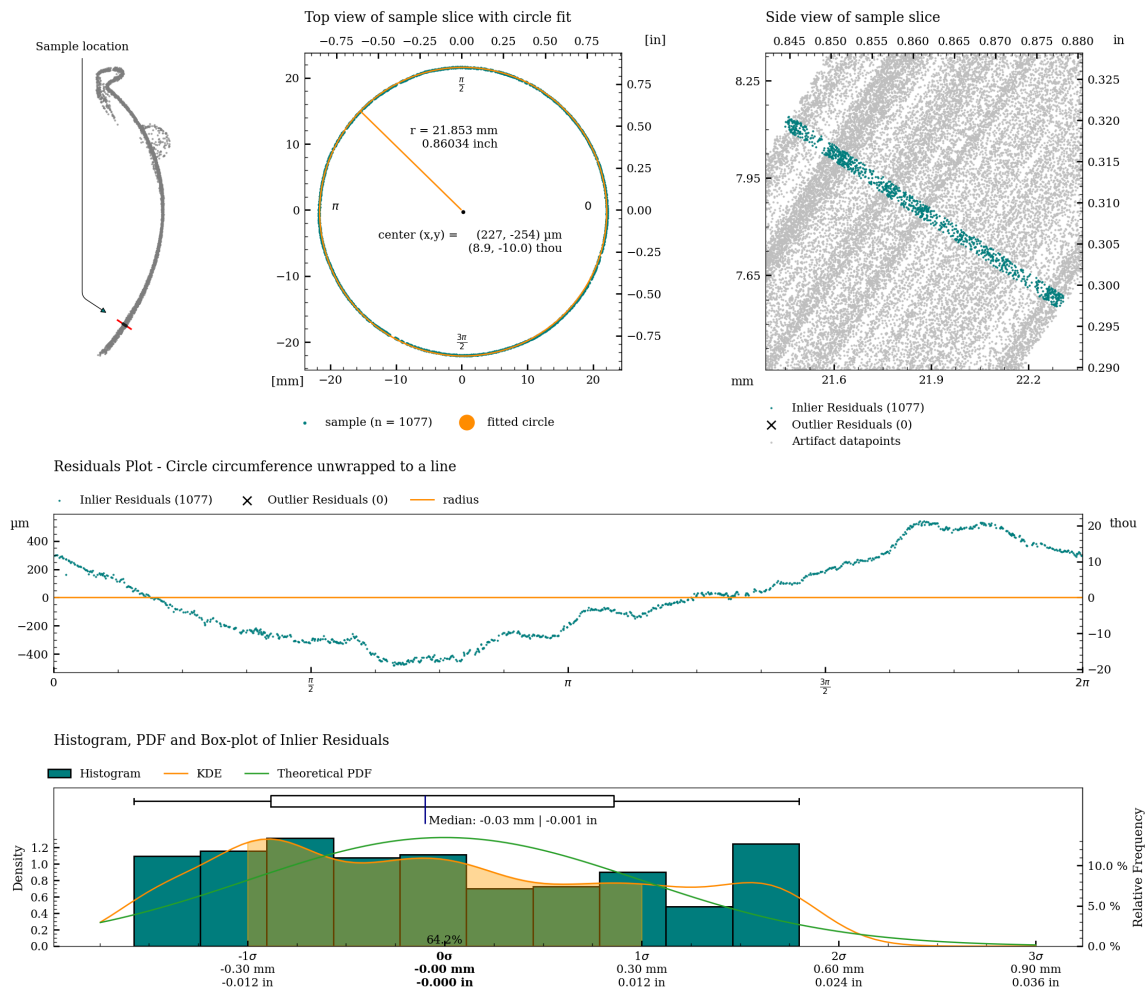 Sample location
Top view of sample slice with circle fit
−0.75 −0.50 −0.25 0.00 0.25 0.50 0.75 [in]
20
10
0
−10
−20
[mm]
−20 −10 0 10 20
0.75
0.50
0.25
0.00
−0.25
−0.50
−0.75
π/2
π
0
3π/2
r = 21.853 mm
0.86034 inch
center (x,y) = (227, -254) µm
(8.9, -10.0) thou
sample (n = 1077) fitted circle
Side view of sample slice
0.845 0.850 0.855 0.860 0.865 0.870 0.875 0.880 in
8.25
7.95
7.65
mm
21.6 21.9 22.2
0.325
0.320
0.315
0.310
0.305
0.300
0.295
0.290
Inlier Residuals (1077)
Outlier Residuals (0)
Artifact datapoints
Residuals Plot - Circle circumference unwrapped to a line
Inlier Residuals (1077) Outlier Residuals (0) radius
µm
400
200
0
−200
−400
thou
20
10
0
−10
−20
0 π/2 π 3π/2 2π
Histogram, PDF and Box-plot of Inlier Residuals
Histogram KDE Theoretical PDF
Median: -0.03 mm | -0.001 in
Density
1.2
1.0
0.8
0.6
0.4
0.2
0.0
Relative Frequency
10.0 %
5.0 %
0.0 %
64.2%
-1σ 0σ 1σ 2σ 3σ
-0.30 mm -0.00 mm 0.30 mm 0.60 mm 0.90 mm
-0.012 in -0.000 in 0.012 in 0.024 in 0.036 in